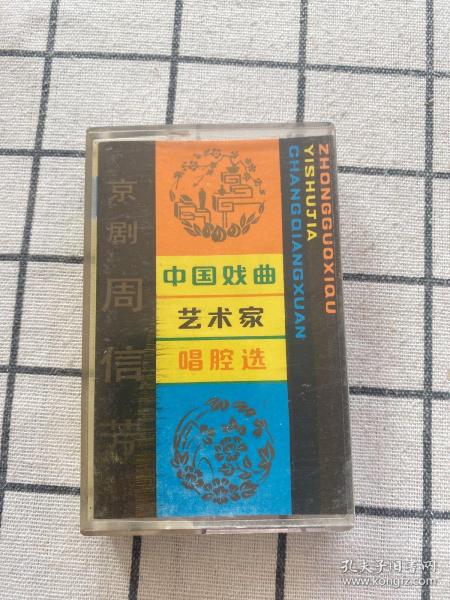 京剧周信芳
中国戏曲
艺术家
唱腔选
ZHONGGUOXIQU
YISHUJIA
CHANGQIANGXUAN
孔夫子旧书网
www.kongfz.com